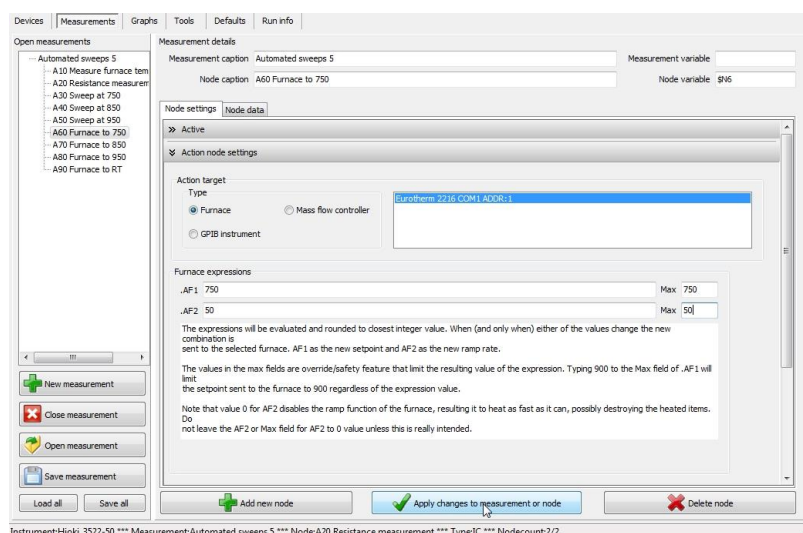 Devices Measurements Graphs Tools Defaults Run info
Open measurements
Automated sweeps 5
A10 Measure furnace tem
A20 Resistance measurem
A30 Sweep at 750
A40 Sweep at 850
A50 Sweep at 950
A60 Furnace to 750
A70 Furnace to 850
A80 Furnace to 950
A90 Furnace to RT
New measurement
Close measurement
Open measurement
Save measurement
Load all Save all
Measurement details
Measurement caption Automated sweeps 5 Measurement variable
Node caption A60 Furnace to 750 Node variable $N6
Node settings Node data
Active
Action node settings
Action target
Type
Furnace Mass flow controller
GPIB instrument
Eurotherm 2216 COM1 ADDR:1
Furnace expressions
.AF1 750 Max 750
.AF2 50 Max 50
The expressions will be evaluated and rounded to closest integer value. When (and only when) either of the values change the new
combination is
sent to the selected furnace. AF1 as the new setpoint and AF2 as the new ramp rate.
The values in the max fields are override/safety feature that limit the resulting value of the expression. Typing 900 to the Max field of .AF1 will
limit
the setpoint sent to the furnace to 900 regardless of the expression value.
Note that value 0 for AF2 disables the ramp function of the furnace, resulting it to heat as fast as it can, possibly destroying the heated items.
Do
not leave the AF2 or Max field for AF2 to 0 value unless this is really intended.
Add new node Apply changes to measurement or node Delete node
Instrument:Hioki 3522-50 *** Measurement:Automated sweeps 5 *** Node:A20 Resistance measurement *** Type:IC *** Nodecount:2/2